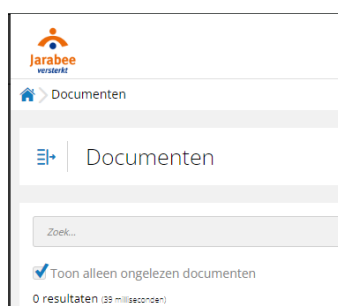 Jarabee
versterkt
Documenten
Documenten
Zoek...
Toon alleen ongelezen documenten
0 resultaten (39 milliseconden)